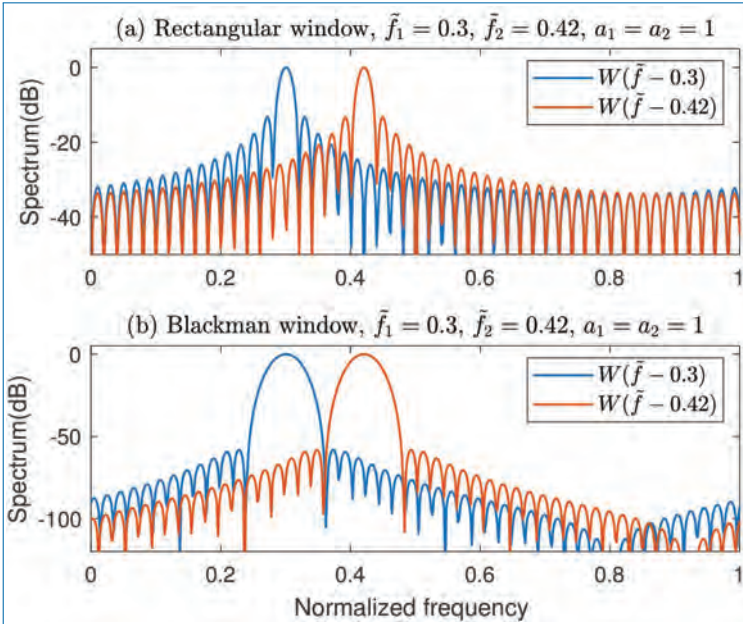 (a) Rectangular window, f̃₁ = 0.3, f̃₂ = 0.42, a₁ = a₂ = 1
Spectrum(dB)
0
-20
-40
W(f̃ − 0.3)
W(f̃ − 0.42)
0 0.2 0.4 0.6 0.8 1
(b) Blackman window, f̃₁ = 0.3, f̃₂ = 0.42, a₁ = a₂ = 1
Spectrum(dB)
0
-50
-100
W(f̃ − 0.3)
W(f̃ − 0.42)
0 0.2 0.4 0.6 0.8 1
Normalized frequency